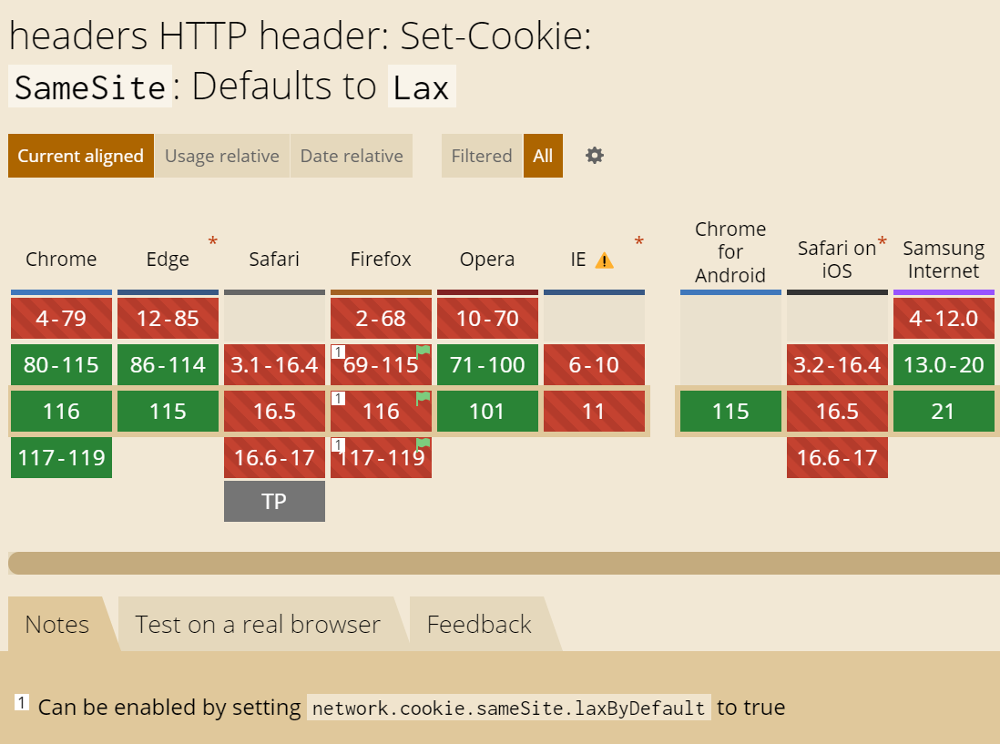 headers HTTP header: Set-Cookie:
SameSite: Defaults to Lax
Current aligned Usage relative Date relative Filtered All
Chrome Edge * Safari Firefox Opera IE * Chrome for Android Safari on iOS * Samsung Internet
4-79 12-85 2-68 10-70 4-12.0
80-115 86-114 3.1-16.4 1 69-115 71-100 6-10 3.2-16.4 13.0-20
116 115 16.5 1 116 101 11 115 16.5 21
117-119 16.6-17 1 117-119 16.6-17
TP
Notes Test on a real browser Feedback
1 Can be enabled by setting network.cookie.sameSite.laxByDefault to true